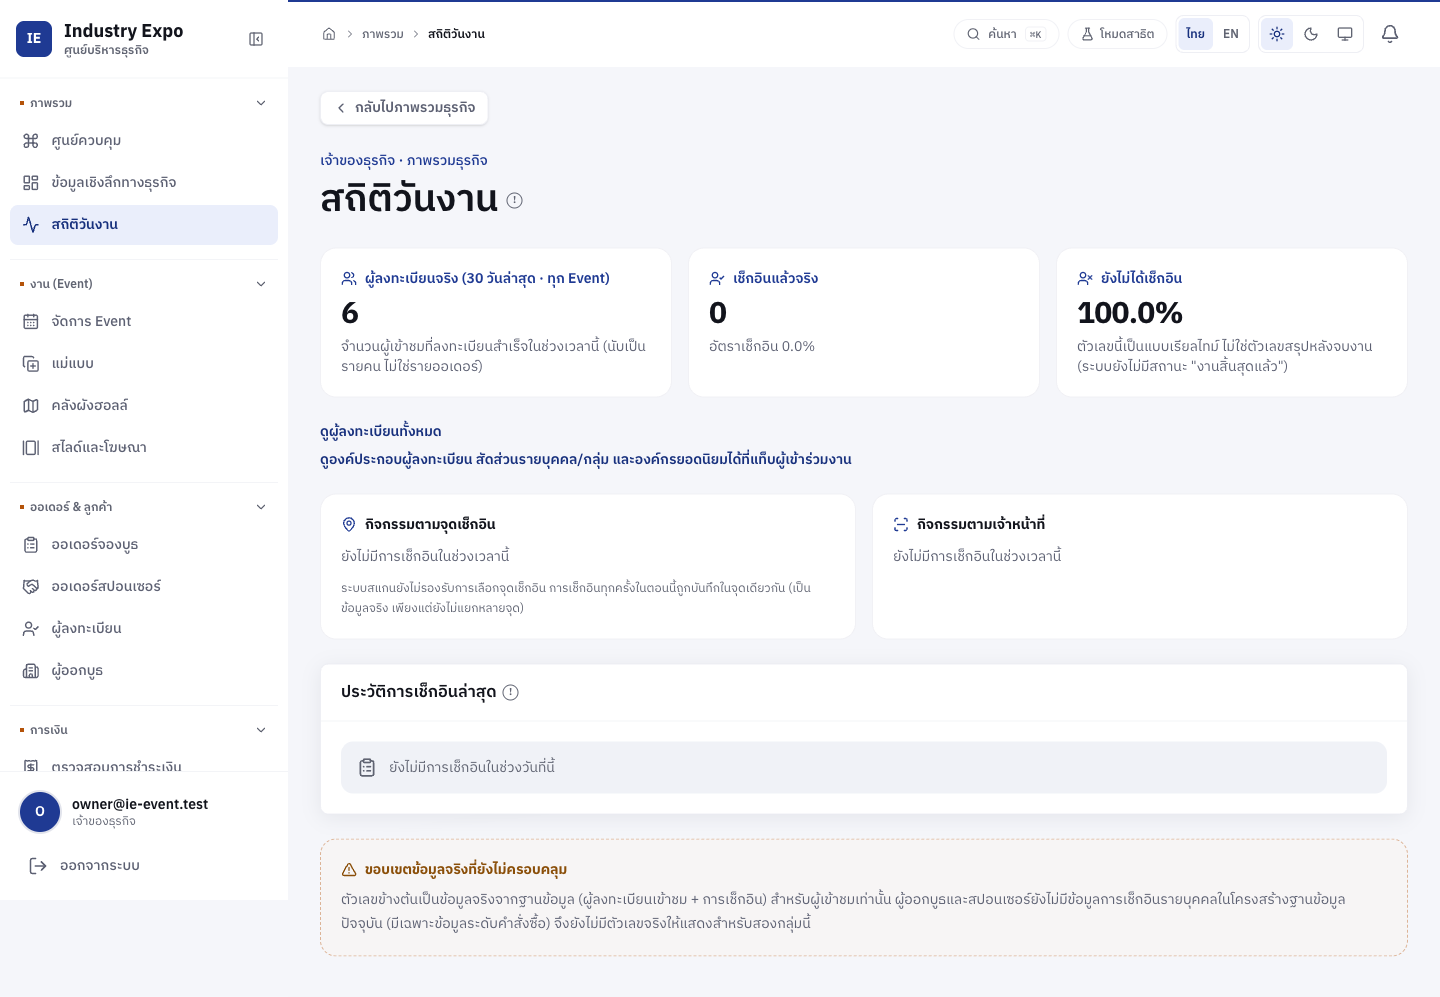 IE
Industry Expo
ศูนย์บริหารธุรกิจ
ภาพรวม
ศูนย์ควบคุม
ข้อมูลเชิงลึกทางธุรกิจ
สถิติวันงาน
งาน (Event)
จัดการ Event
แม่แบบ
คลังผังฮอลล์
สไลด์และโฆษณา
ออเดอร์ & ลูกค้า
ออเดอร์จองบูธ
ออเดอร์สปอนเซอร์
ผู้ลงทะเบียน
ผู้ออกบูธ
การเงิน
ตรวจสอบการชำระเงิน
O
owner@ie-event.test
เจ้าของธุรกิจ
ออกจากระบบ
ภาพรวม
สถิติวันงาน
ค้นหา ⌘K
โหมดสาธิต
ไทย
EN
กลับไปภาพรวมธุรกิจ
เจ้าของธุรกิจ · ภาพรวมธุรกิจ
สถิติวันงาน
ผู้ลงทะเบียนจริง (30 วันล่าสุด · ทุก Event)
6
จำนวนผู้เข้าชมที่ลงทะเบียนสำเร็จในช่วงเวลานี้ (นับเป็น
รายคน ไม่ใช่รายออเดอร์)
เช็กอินแล้วจริง
0
อัตราเช็กอิน 0.0%
ยังไม่ได้เช็กอิน
100.0%
ตัวเลขนี้เป็นแบบเรียลไทม์ ไม่ใช่ตัวเลขสรุปหลังจบงาน
(ระบบยังไม่มีสถานะ "งานสิ้นสุดแล้ว")
ดูผู้ลงทะเบียนทั้งหมด
ดูองค์ประกอบผู้ลงทะเบียน สัดส่วนรายบุคคล/กลุ่ม และองค์กรยอดนิยมได้ที่แท็บผู้เข้าร่วมงาน
กิจกรรมตามจุดเช็กอิน
ยังไม่มีการเช็กอินในช่วงเวลานี้
ระบบสแกนยังไม่รองรับการเลือกจุดเช็กอิน การเช็กอินทุกครั้งในตอนนี้ถูกบันทึกในจุดเดียวกัน (เป็น
ข้อมูลจริง เพียงแต่ยังไม่แยกหลายจุด)
กิจกรรมตามเจ้าหน้าที่
ยังไม่มีการเช็กอินในช่วงเวลานี้
ประวัติการเช็กอินล่าสุด
ยังไม่มีการเช็กอินในช่วงวันที่นี้
ขอบเขตข้อมูลจริงที่ยังไม่ครอบคลุม
ตัวเลขข้างต้นเป็นข้อมูลจริงจากฐานข้อมูล (ผู้ลงทะเบียนเข้าชม + การเช็กอิน) สำหรับผู้เข้าชมเท่านั้น ผู้ออกบูธและสปอนเซอร์ยังไม่มีข้อมูลการเช็กอินรายบุคคลในโครงสร้างฐานข้อมูล
ปัจจุบัน (มีเฉพาะข้อมูลระดับคำสั่งซื้อ) จึงยังไม่มีตัวเลขจริงให้แสดงสำหรับสองกลุ่มนี้